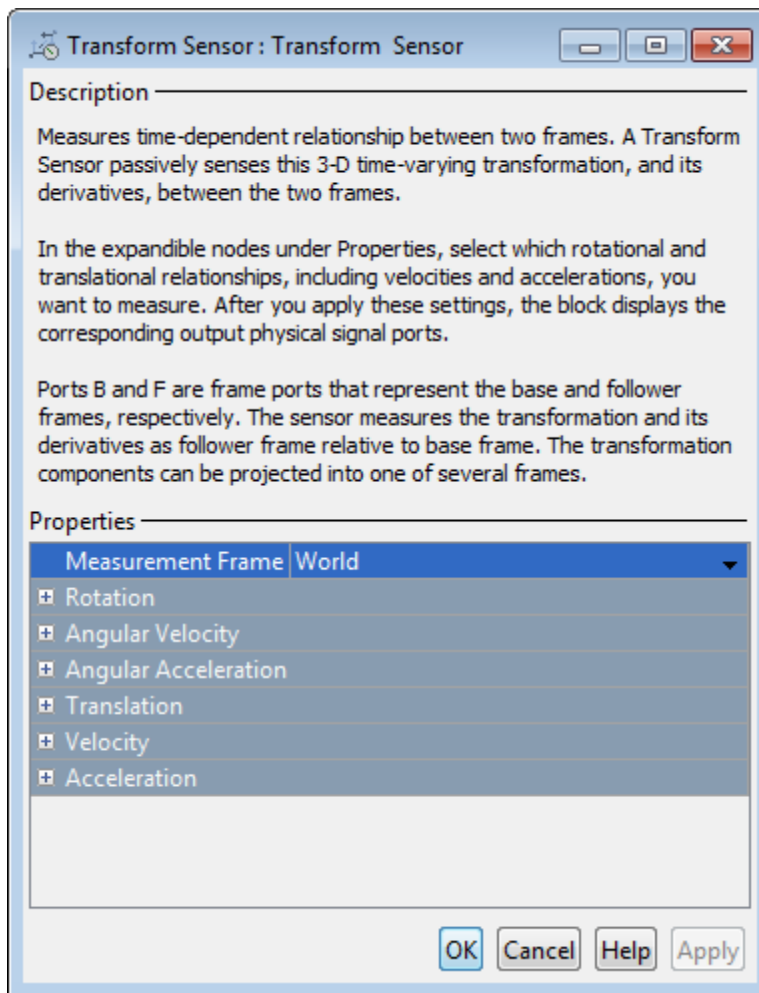 Transform Sensor : Transform Sensor
Description
Measures time-dependent relationship between two frames. A Transform
Sensor passively senses this 3-D time-varying transformation, and its
derivatives, between the two frames.
In the expandible nodes under Properties, select which rotational and
translational relationships, including velocities and accelerations, you
want to measure. After you apply these settings, the block displays the
corresponding output physical signal ports.
Ports B and F are frame ports that represent the base and follower
frames, respectively. The sensor measures the transformation and its
derivatives as follower frame relative to base frame. The transformation
components can be projected into one of several frames.
Properties
Measurement Frame World
Rotation
Angular Velocity
Angular Acceleration
Translation
Velocity
Acceleration
OK Cancel Help Apply